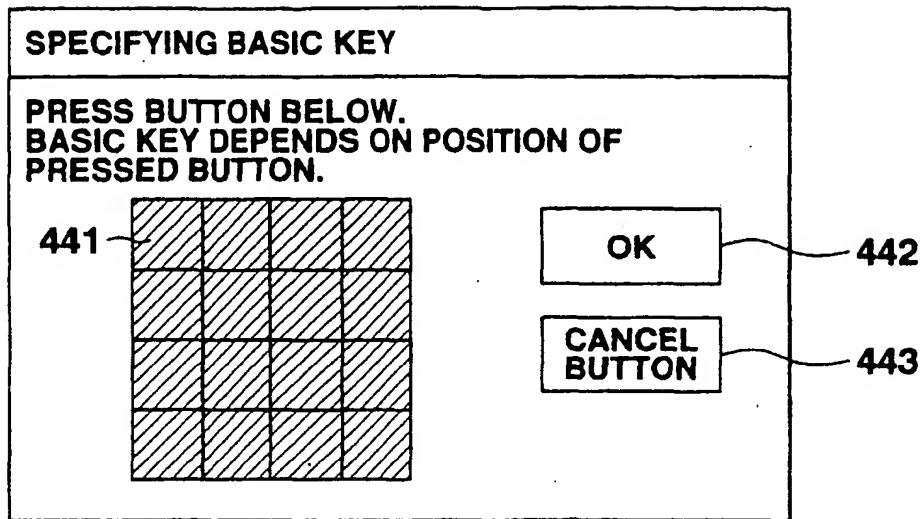 SPECIFYING BASIC KEY
PRESS BUTTON BELOW.
BASIC KEY DEPENDS ON POSITION OF
PRESSED BUTTON.
441
OK
442
CANCEL
BUTTON
443